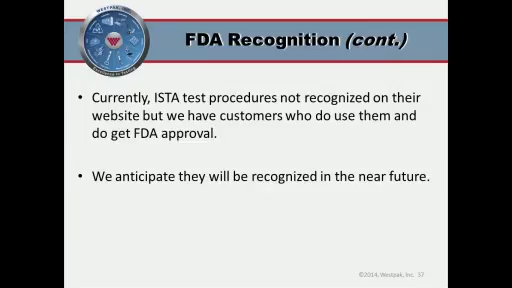 WESTPAK, INC.
FDA Recognition (cont.)
• Currently, ISTA test procedures not recognized on their
website but we have customers who do use them and
do get FDA approval.
• We anticipate they will be recognized in the near future.
©2014, Westpak, Inc. 37